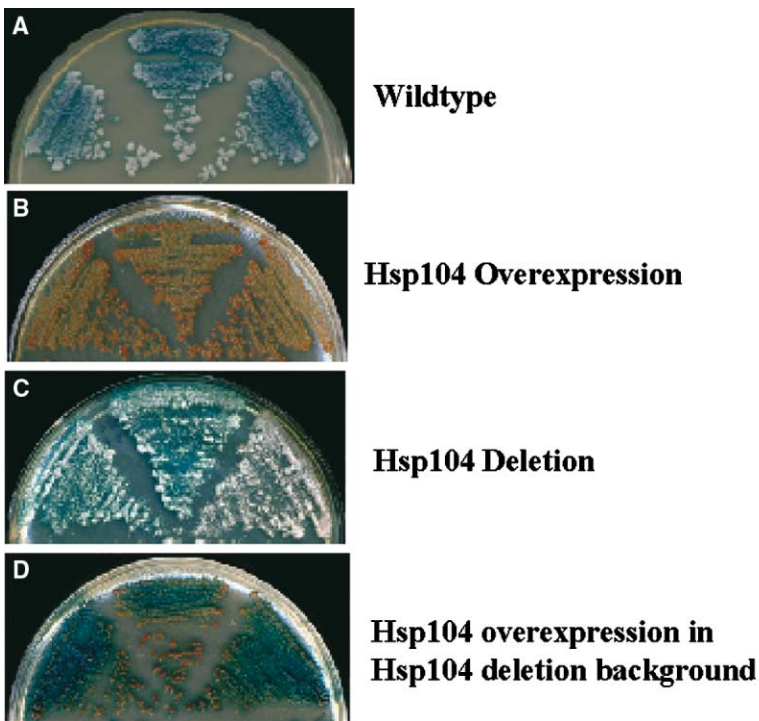 A
Wildtype
B
Hsp104 Overexpression
C
Hsp104 Deletion
D
Hsp104 overexpression in
Hsp104 deletion background